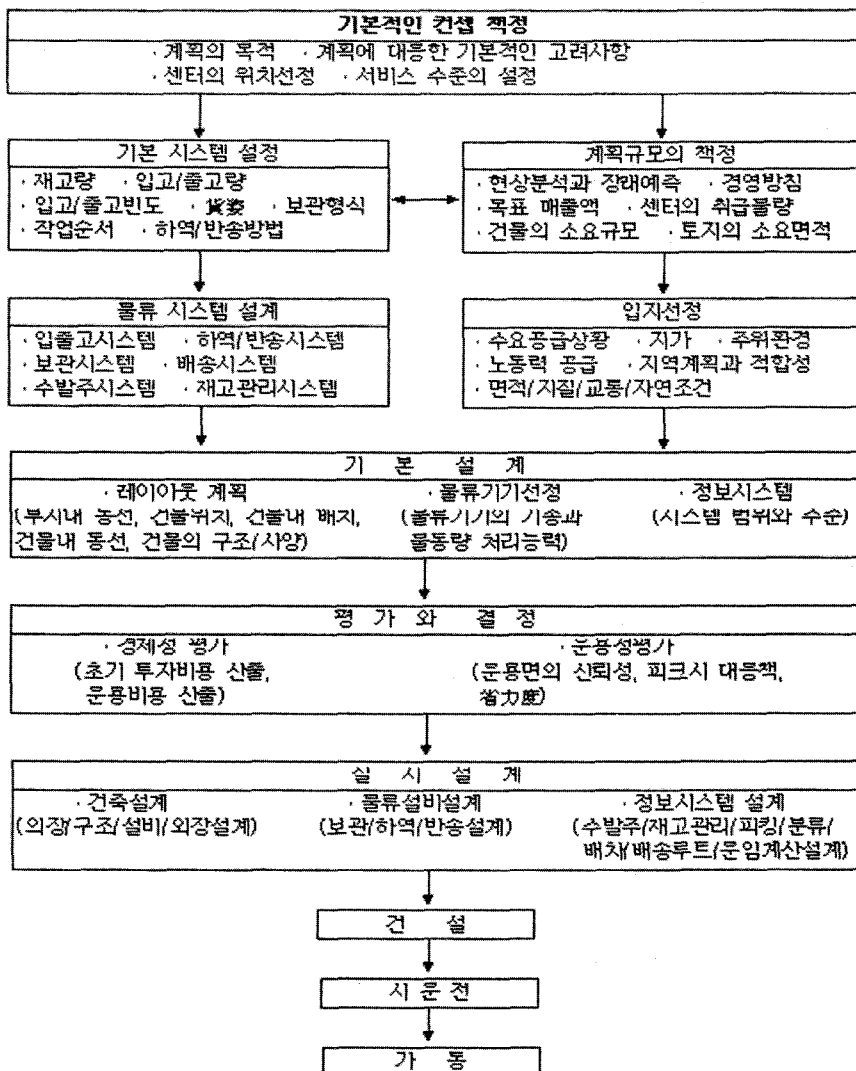 기본적인 컨셉 책정
· 계획의 목적 · 계획에 대응한 기본적인 고려사항
· 센터의 위치선정 · 서비스 수준의 설정
기본 시스템 설정
· 재고량 · 입고/출고량
· 입고/출고빈도 · 貨姿 · 보관형식
· 작업순서 · 하역/반송방법
계획규모의 책정
· 현상분석과 장래예측 · 경영방침
· 목표 매출액 · 센터의 취급물량
· 건물의 소요규모 · 토지의 소요면적
물류 시스템 설계
· 입출고시스템 · 하역/반송시스템
· 보관시스템 · 배송시스템
· 수발주시스템 · 재고관리시스템
입지선정
· 수요공급상황 · 지가 · 주위환경
· 노동력 공급 · 지역계획과 적합성
· 면적/지질/교통/자연조건
기 본 설 계
· 레이아웃 계획 · 물류기기선정 · 정보시스템
(부지내 동선, 건물위치, 건물내 배치, (물류기기의 기종과 (시스템 범위와 수준)
건물내 동선, 건물의 구조/사양) 물동량 처리능력)
평 가 와 결 정
· 경제성 평가 · 운용성평가
(초기 투자비용 산출, (운용면의 신뢰성, 피크시 대응책,
운용비용 산출) 省力度)
실 시 설 계
· 건축설계 · 물류설비설계 · 정보시스템 설계
(외장/구조/설비/외장설계) (보관/하역/반송설계) (수발주/재고관리/피킹/분류/
배차/배송루트/운임계산설계)
건 설
시 운 전
가 동